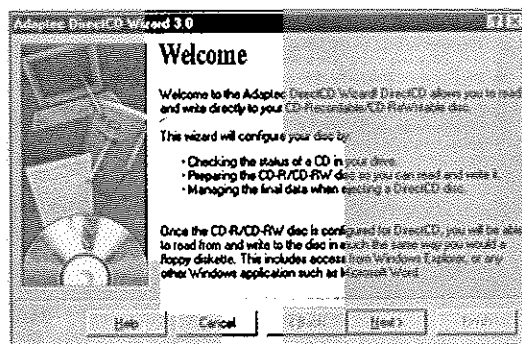 Adaptec DirectCD Wizard 3.0
Welcome
Welcome to the Adaptec DirectCD Wizard! DirectCD allows you to read
and write directly to your CD-Recordable/CD-ReWritable disc.
This wizard will configure your disc by:
• Checking the status of a CD in your drive.
• Preparing the CD-R/CD-RW disc so you can read and write it.
• Managing the final data when ejecting a DirectCD disc.
Once the CD-R/CD-RW disc is configured for DirectCD, you will be able
to read from and write to the disc in much the same way you would a
floppy diskette. This includes access from Windows Explorer, or any
other Windows application such as Microsoft Word.
Help Cancel Next >